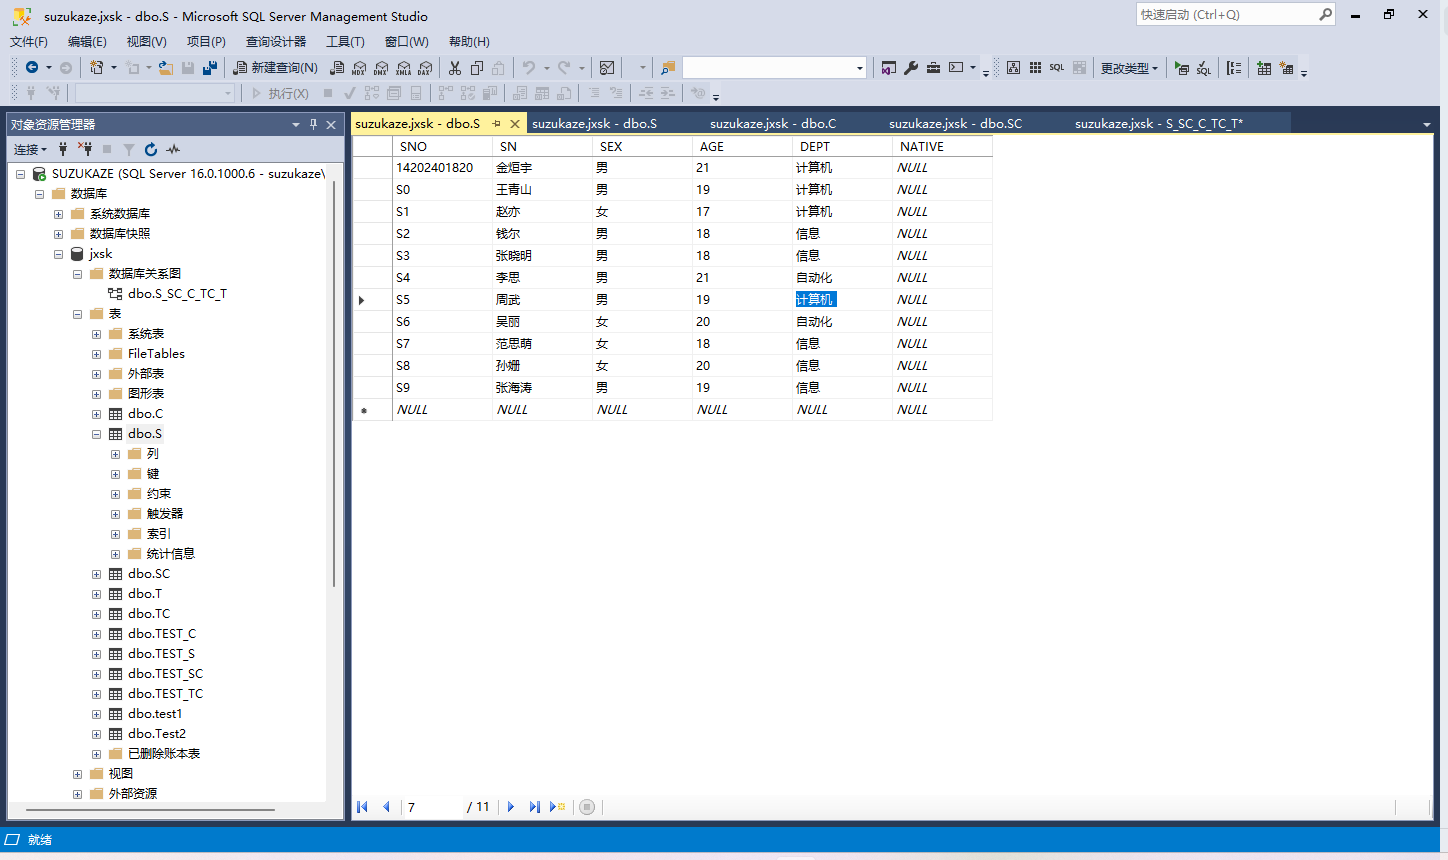 suzukaze.jxsk - dbo.S - Microsoft SQL Server Management Studio
快速启动 (Ctrl+Q)
文件(F) 编辑(E) 视图(V) 项目(P) 查询设计器 工具(T) 窗口(W) 帮助(H)
新建查询(N) MDX DMX XMLA DAX SQL 更改类型 SQL
执行(X)
对象资源管理器
连接
SUZUKAZE (SQL Server 16.0.1000.6 - suzukaze\
数据库
系统数据库
数据库快照
jxsk
数据库关系图
dbo.S_SC_C_TC_T
表
系统表
FileTables
外部表
图形表
dbo.C
dbo.S
列
键
约束
触发器
索引
统计信息
dbo.SC
dbo.T
dbo.TC
dbo.TEST_C
dbo.TEST_S
dbo.TEST_SC
dbo.TEST_TC
dbo.test1
dbo.Test2
已删除账本表
视图
外部资源
suzukaze.jxsk - dbo.S suzukaze.jxsk - dbo.S suzukaze.jxsk - dbo.C suzukaze.jxsk - dbo.SC suzukaze.jxsk - S_SC_C_TC_T*
SNO SN SEX AGE DEPT NATIVE
14202401820 金烜宇 男 21 计算机 NULL
S0 王青山 男 19 计算机 NULL
S1 赵亦 女 17 计算机 NULL
S2 钱尔 男 18 信息 NULL
S3 张晓明 男 18 信息 NULL
S4 李思 男 21 自动化 NULL
S5 周武 男 19 计算机 NULL
S6 吴丽 女 20 自动化 NULL
S7 范思萌 女 18 信息 NULL
S8 孙姗 女 20 信息 NULL
S9 张海涛 男 19 信息 NULL
NULL NULL NULL NULL NULL NULL
7 / 11
就绪